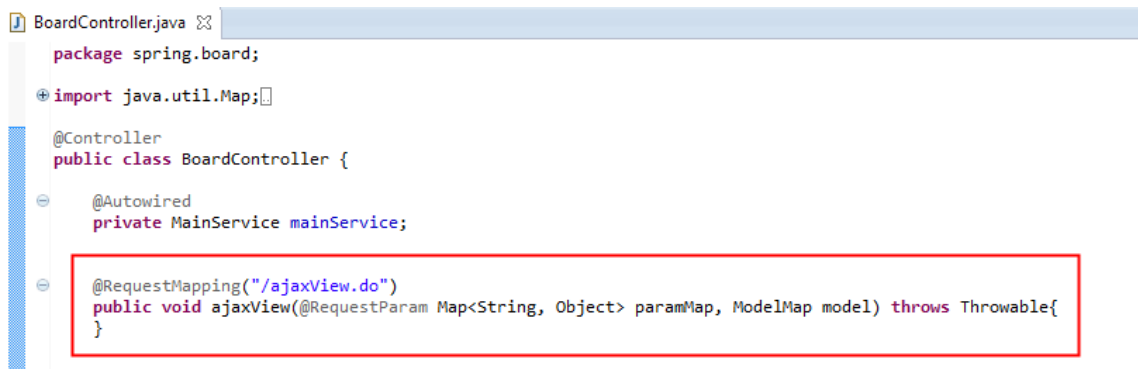 BoardController.java
package spring.board;
import java.util.Map;
@Controller
public class BoardController {
@Autowired
private MainService mainService;
@RequestMapping("/ajaxView.do")
public void ajaxView(@RequestParam Map<String, Object> paramMap, ModelMap model) throws Throwable{
}